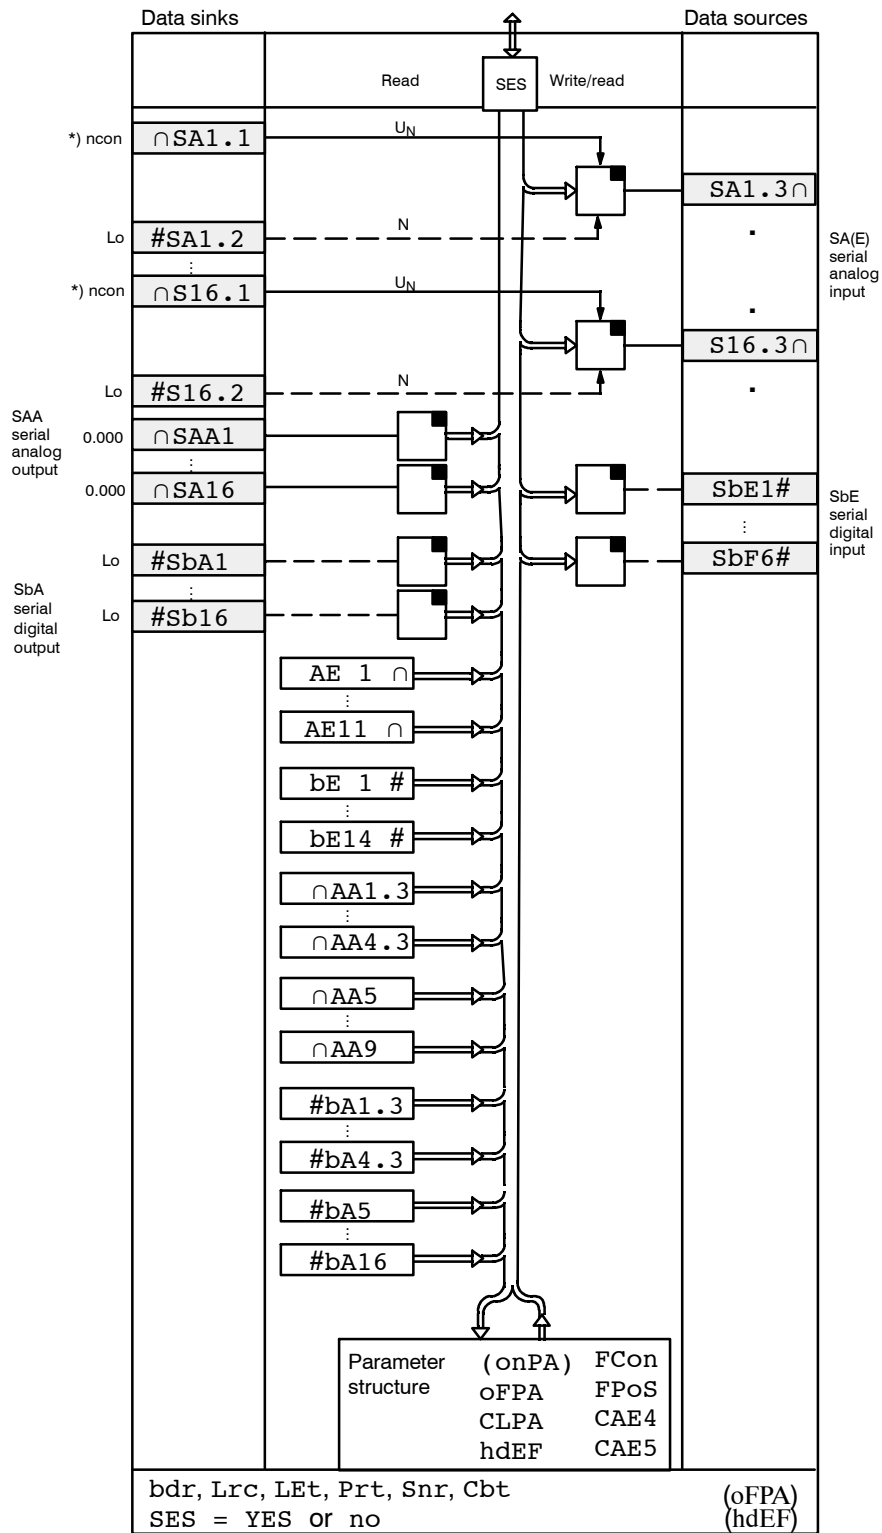 Data sinks
Data sources
Read
SES
Write/read
*) ncon
∩SA1.1
UN
SA1.3∩
Lo
#SA1.2
N
SA(E)
serial
analog
input
*) ncon
∩S16.1
UN
S16.3∩
Lo
#S16.2
N
SAA
serial
analog
output
0.000
∩SAA1
0.000
∩SA16
SbE1#
SbE
serial
digital
input
SbF6#
Lo
#SbA1
SbA
serial
digital
output
Lo
#Sb16
AE 1 ∩
AE11 ∩
bE 1 #
bE14 #
∩AA1.3
∩AA4.3
∩AA5
∩AA9
#bA1.3
#bA4.3
#bA5
#bA16
Parameter
structure
(onPA) FCon
oFPA FPoS
CLPA CAE4
hdEF CAE5
bdr, Lrc, LEt, Prt, Snr, Cbt
SES = YES or no
(oFPA)
(hdEF)